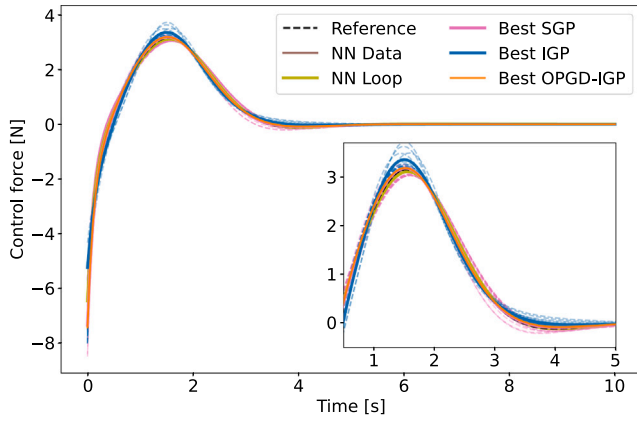 Reference
NN Data
NN Loop
Best SGP
Best IGP
Best OPGD-IGP
Control force [N]
4
2
0
−2
−4
−6
−8
3
2
1
0
1
2
3
4
5
0
2
4
6
8
10
Time [s]